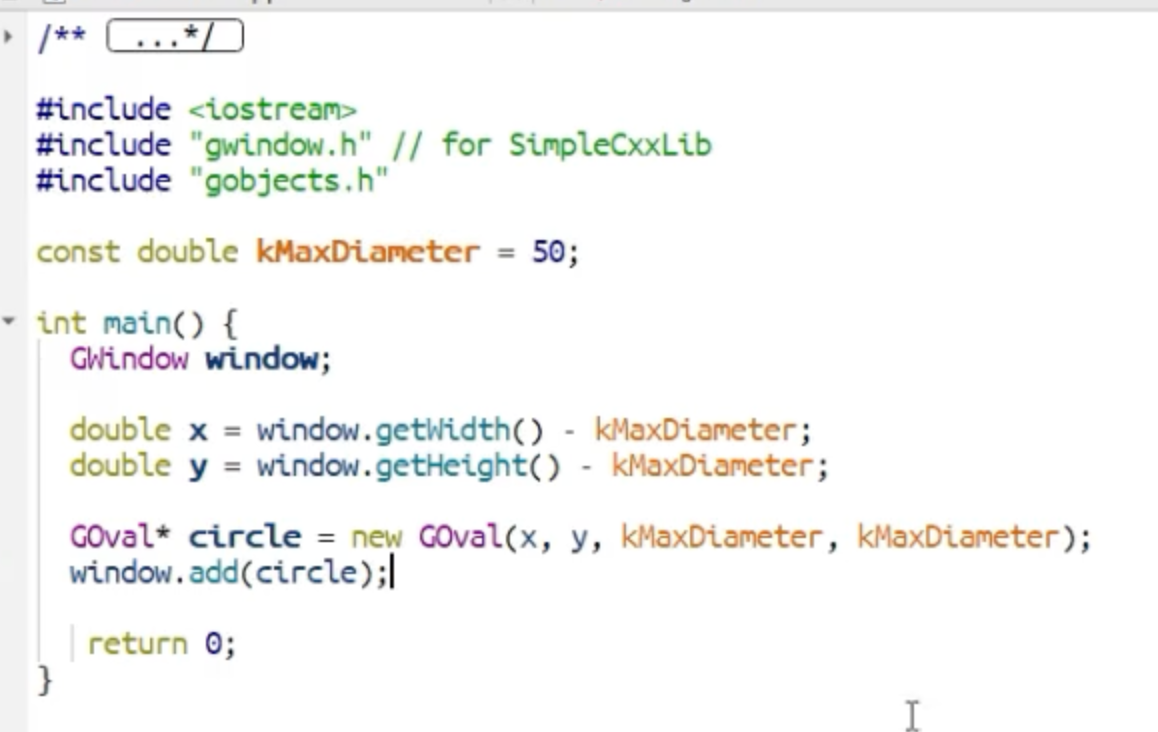 /** ...*/
#include <iostream>
#include "gwindow.h" // for SimpleCxxLib
#include "gobjects.h"
const double kMaxDiameter = 50;
int main() {
GWindow window;
double x = window.getWidth() - kMaxDiameter;
double y = window.getHeight() - kMaxDiameter;
GOval* circle = new GOval(x, y, kMaxDiameter, kMaxDiameter);
window.add(circle);
return 0;
}